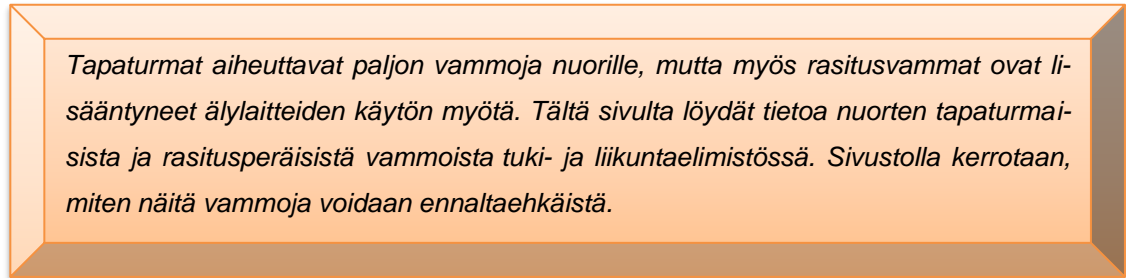 Tapaturmat aiheuttavat paljon vammoja nuorille, mutta myös rasitusvammat ovat li-
sääntyneet älylaitteiden käytön myötä. Tältä sivulta löydät tietoa nuorten tapaturmai-
sista ja rasitusperäisistä vammoista tuki- ja liikuntaelimistössä. Sivustolla kerrotaan,
miten näitä vammoja voidaan ennaltaehkäistä.